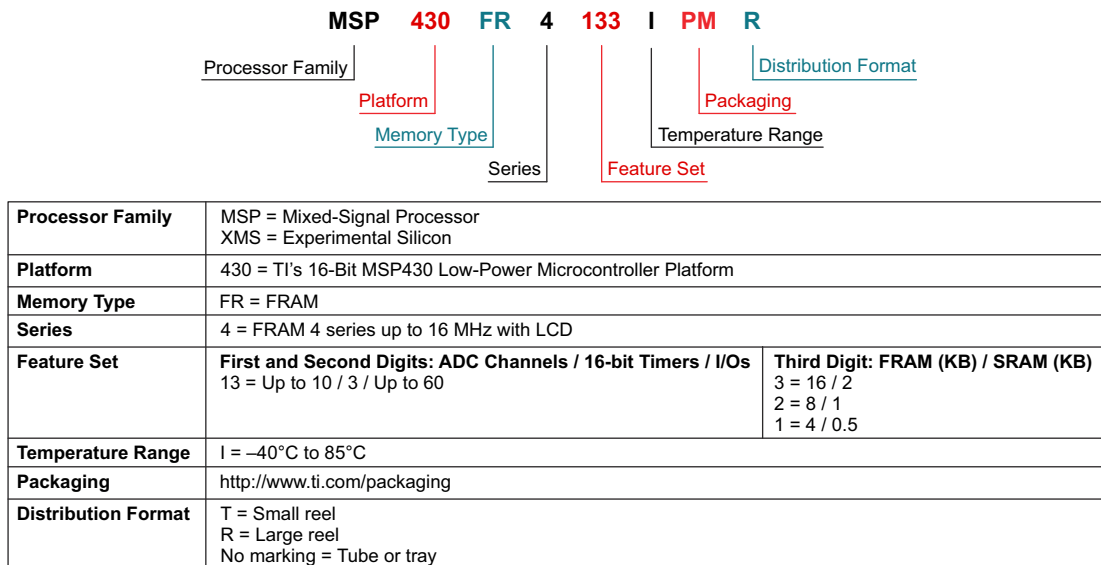 MSP 430 FR 4 133 I PM R
Processor Family
Distribution Format
Platform
Packaging
Memory Type
Temperature Range
Series
Feature Set
Processor Family
MSP = Mixed-Signal Processor
XMS = Experimental Silicon
Platform
430 = TI's 16-Bit MSP430 Low-Power Microcontroller Platform
Memory Type
FR = FRAM
Series
4 = FRAM 4 series up to 16 MHz with LCD
Feature Set
First and Second Digits: ADC Channels / 16-bit Timers / I/Os
13 = Up to 10 / 3 / Up to 60
Third Digit: FRAM (KB) / SRAM (KB)
3 = 16 / 2
2 = 8 / 1
1 = 4 / 0.5
Temperature Range
I = –40°C to 85°C
Packaging
http://www.ti.com/packaging
Distribution Format
T = Small reel
R = Large reel
No marking = Tube or tray